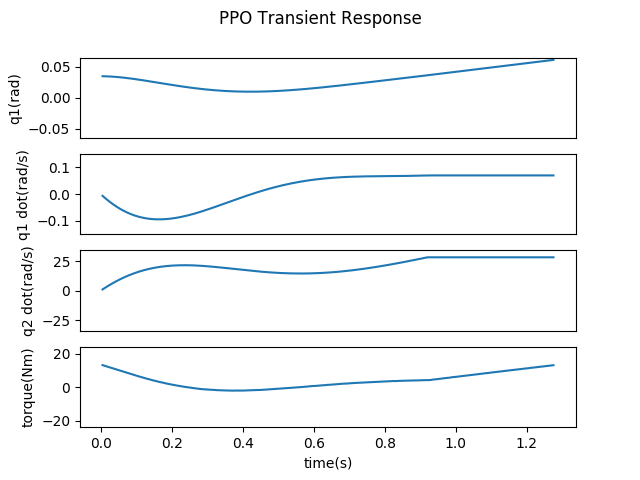 PPO Transient Response
q1(rad)
0.05
0.00
−0.05
q1 dot(rad/s)
0.1
0.0
−0.1
q2 dot(rad/s)
25
0
−25
torque(Nm)
20
0
−20
0.0 0.2 0.4 0.6 0.8 1.0 1.2
time(s)